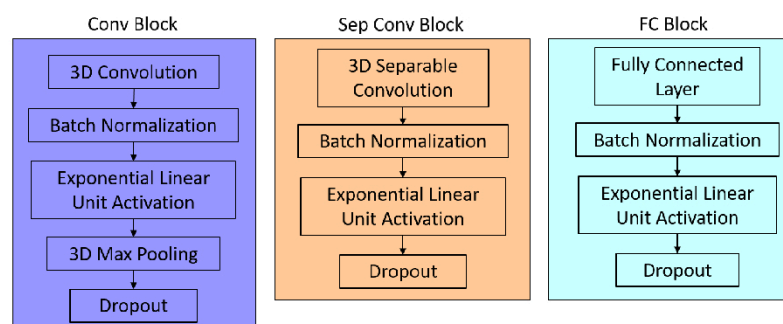 Conv Block
3D Convolution
Batch Normalization
Exponential Linear
Unit Activation
3D Max Pooling
Dropout
Sep Conv Block
3D Separable
Convolution
Batch Normalization
Exponential Linear
Unit Activation
Dropout
FC Block
Fully Connected
Layer
Batch Normalization
Exponential Linear
Unit Activation
Dropout